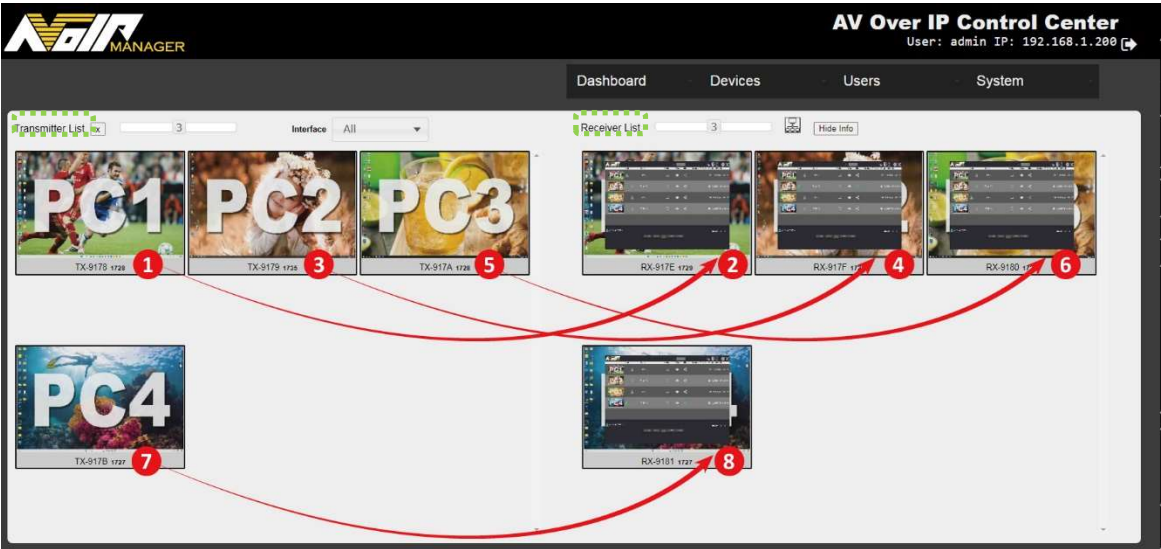 AVoIP
MANAGER
AV Over IP Control Center
User: admin IP: 192.168.1.200
Dashboard - Devices - Users - System -
Transmitter List x 3 Interface All
Receiver List 3 Hide Info
PC1 PC2 PC3
TX-9178 1728 1 TX-9179 1735 3 TX-917A 1728 5
RX-917E 1729 2 RX-917F 4 RX-9180 6
PC4
TX-917B 1727 7
RX-9181 1727 8